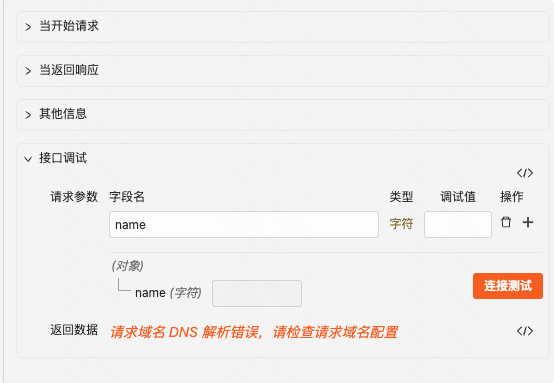 当开始请求
当返回响应
其他信息
接口调试
</>
请求参数 字段名 类型 调试值 操作
name 字符
(对象)
name (字符) 连接测试
返回数据 请求域名 DNS 解析错误，请检查请求域名配置 </>